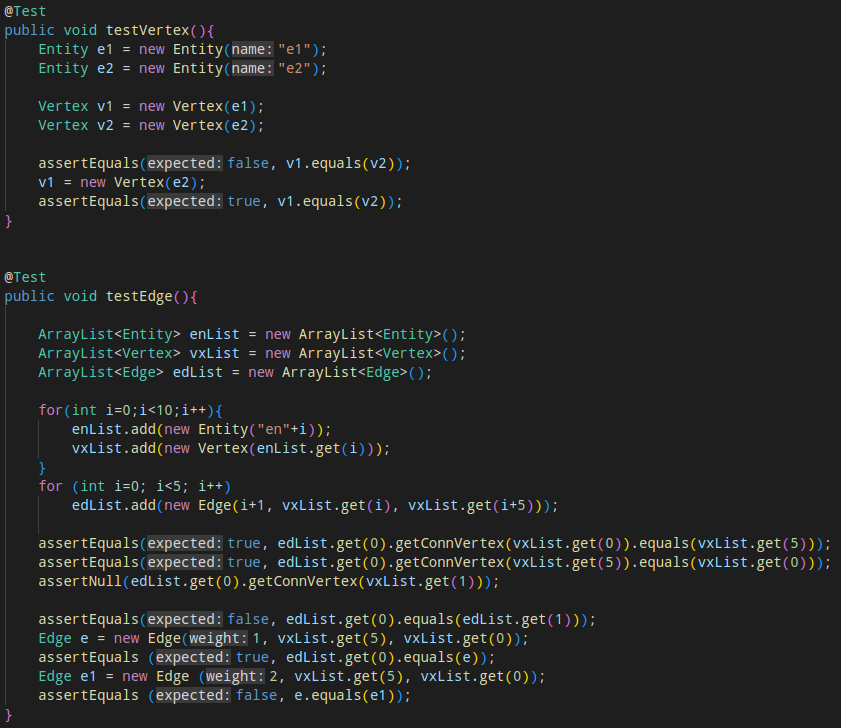 @Test
public void testVertex(){
    Entity e1 = new Entity(name:"e1");
    Entity e2 = new Entity(name:"e2");

    Vertex v1 = new Vertex(e1);
    Vertex v2 = new Vertex(e2);

    assertEquals(expected:false, v1.equals(v2));
    v1 = new Vertex(e2);
    assertEquals(expected:true, v1.equals(v2));
}

@Test
public void testEdge(){

    ArrayList<Entity> enList = new ArrayList<Entity>();
    ArrayList<Vertex> vxList = new ArrayList<Vertex>();
    ArrayList<Edge> edList = new ArrayList<Edge>();

    for(int i=0;i<10;i++){
        enList.add(new Entity("en"+i));
        vxList.add(new Vertex(enList.get(i)));
    }
    for (int i=0; i<5; i++)
        edList.add(new Edge(i+1, vxList.get(i), vxList.get(i+5)));

    assertEquals(expected:true, edList.get(0).getConnVertex(vxList.get(0)).equals(vxList.get(5)));
    assertEquals(expected:true, edList.get(0).getConnVertex(vxList.get(5)).equals(vxList.get(0)));
    assertNull(edList.get(0).getConnVertex(vxList.get(1)));

    assertEquals(expected:false, edList.get(0).equals(edList.get(1)));
    Edge e = new Edge(weight:1, vxList.get(5), vxList.get(0));
    assertEquals (expected:true, edList.get(0).equals(e));
    Edge e1 = new Edge (weight:2, vxList.get(5), vxList.get(0));
    assertEquals (expected:false, e.equals(e1));
}